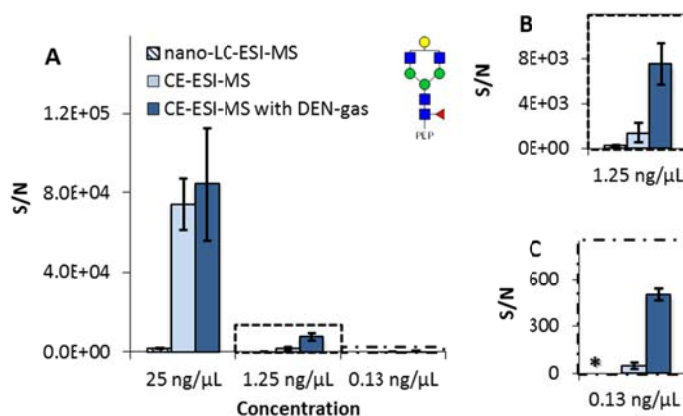 A
nano-LC-ESI-MS
CE-ESI-MS
CE-ESI-MS with DEN-gas
PEP
S/N
1.2E+05
8.0E+04
4.0E+04
0.0E+00
25 ng/µL 1.25 ng/µL 0.13 ng/µL
Concentration
B
S/N
8E+03
4E+03
0E+00
1.25 ng/µL
C
S/N
600
300
0
*
0.13 ng/µL